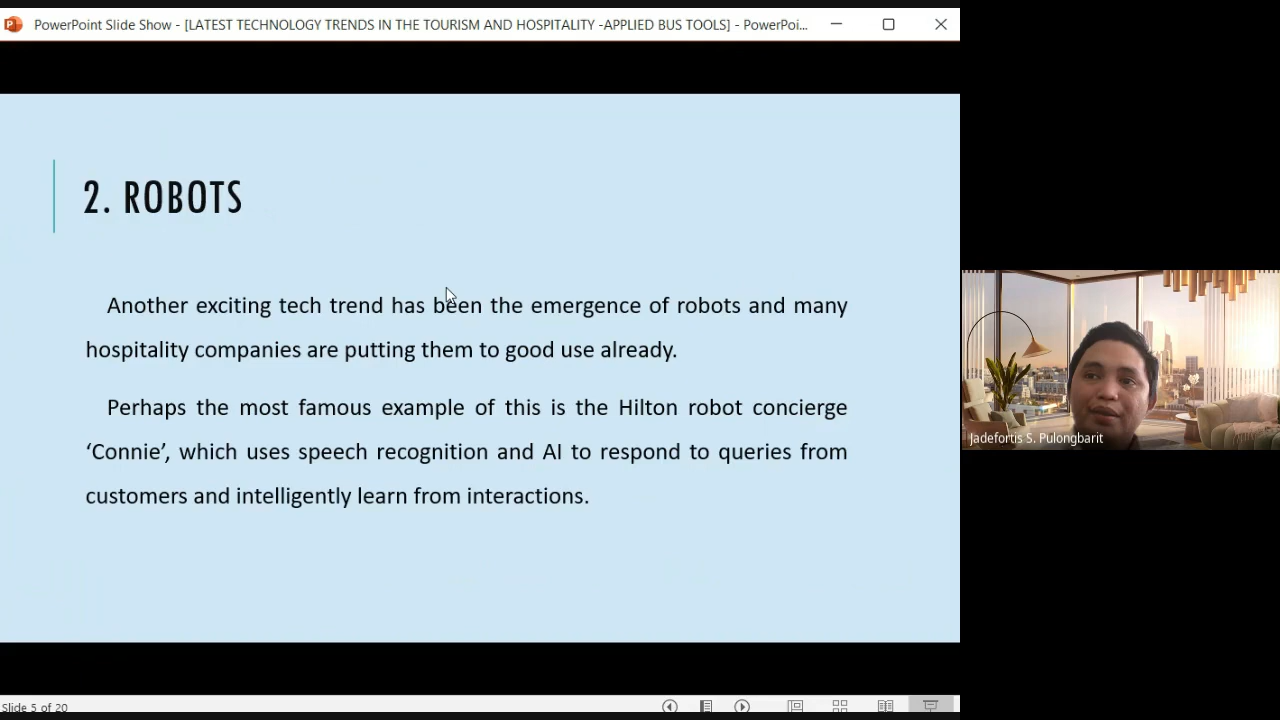 PowerPoint Slide Show - [LATEST TECHNOLOGY TRENDS IN THE TOURISM AND HOSPITALITY -APPLIED BUS TOOLS] - PowerPoi...
2. ROBOTS
Another exciting tech trend has been the emergence of robots and many
hospitality companies are putting them to good use already.
Perhaps the most famous example of this is the Hilton robot concierge
‘Connie’, which uses speech recognition and AI to respond to queries from
customers and intelligently learn from interactions.
Jadefortis S. Pulongbarit
Slide 5 of 20